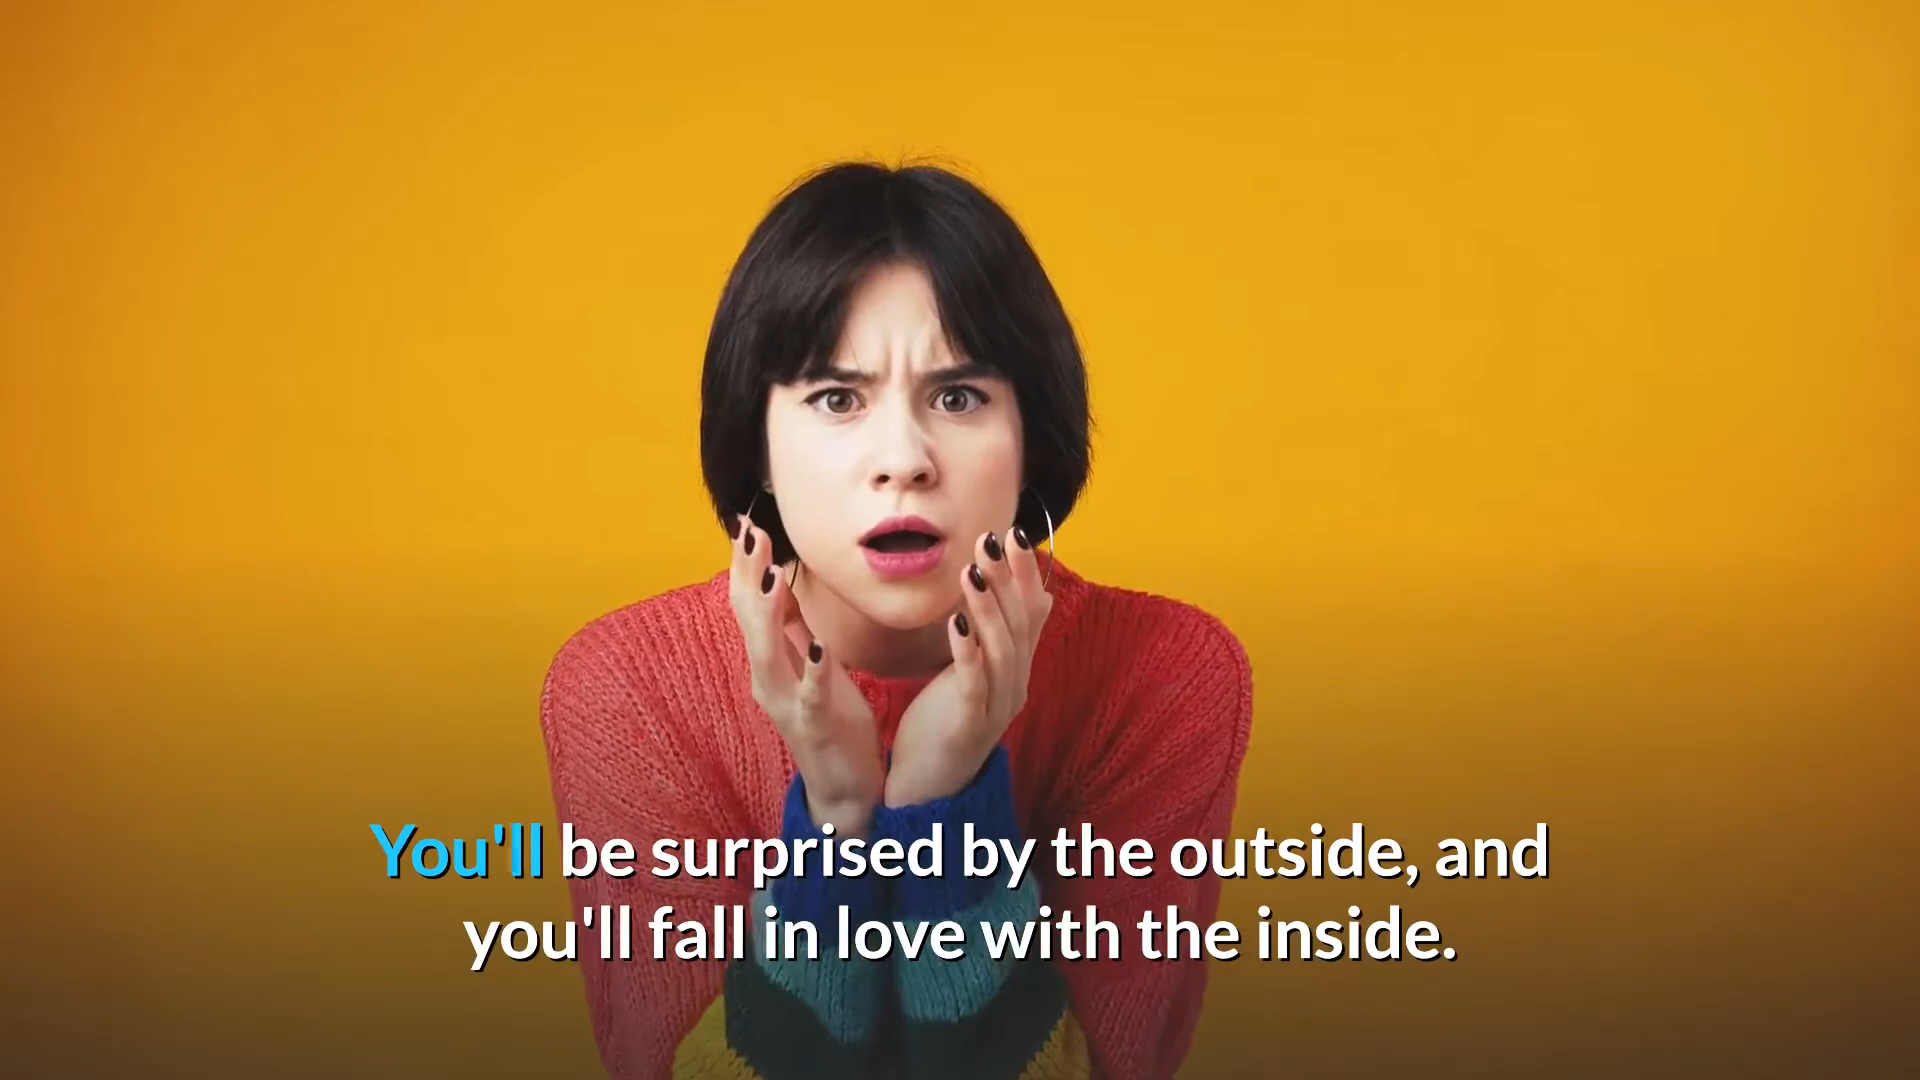 You'll be surprised by the outside, and
you'll fall in love with the inside.